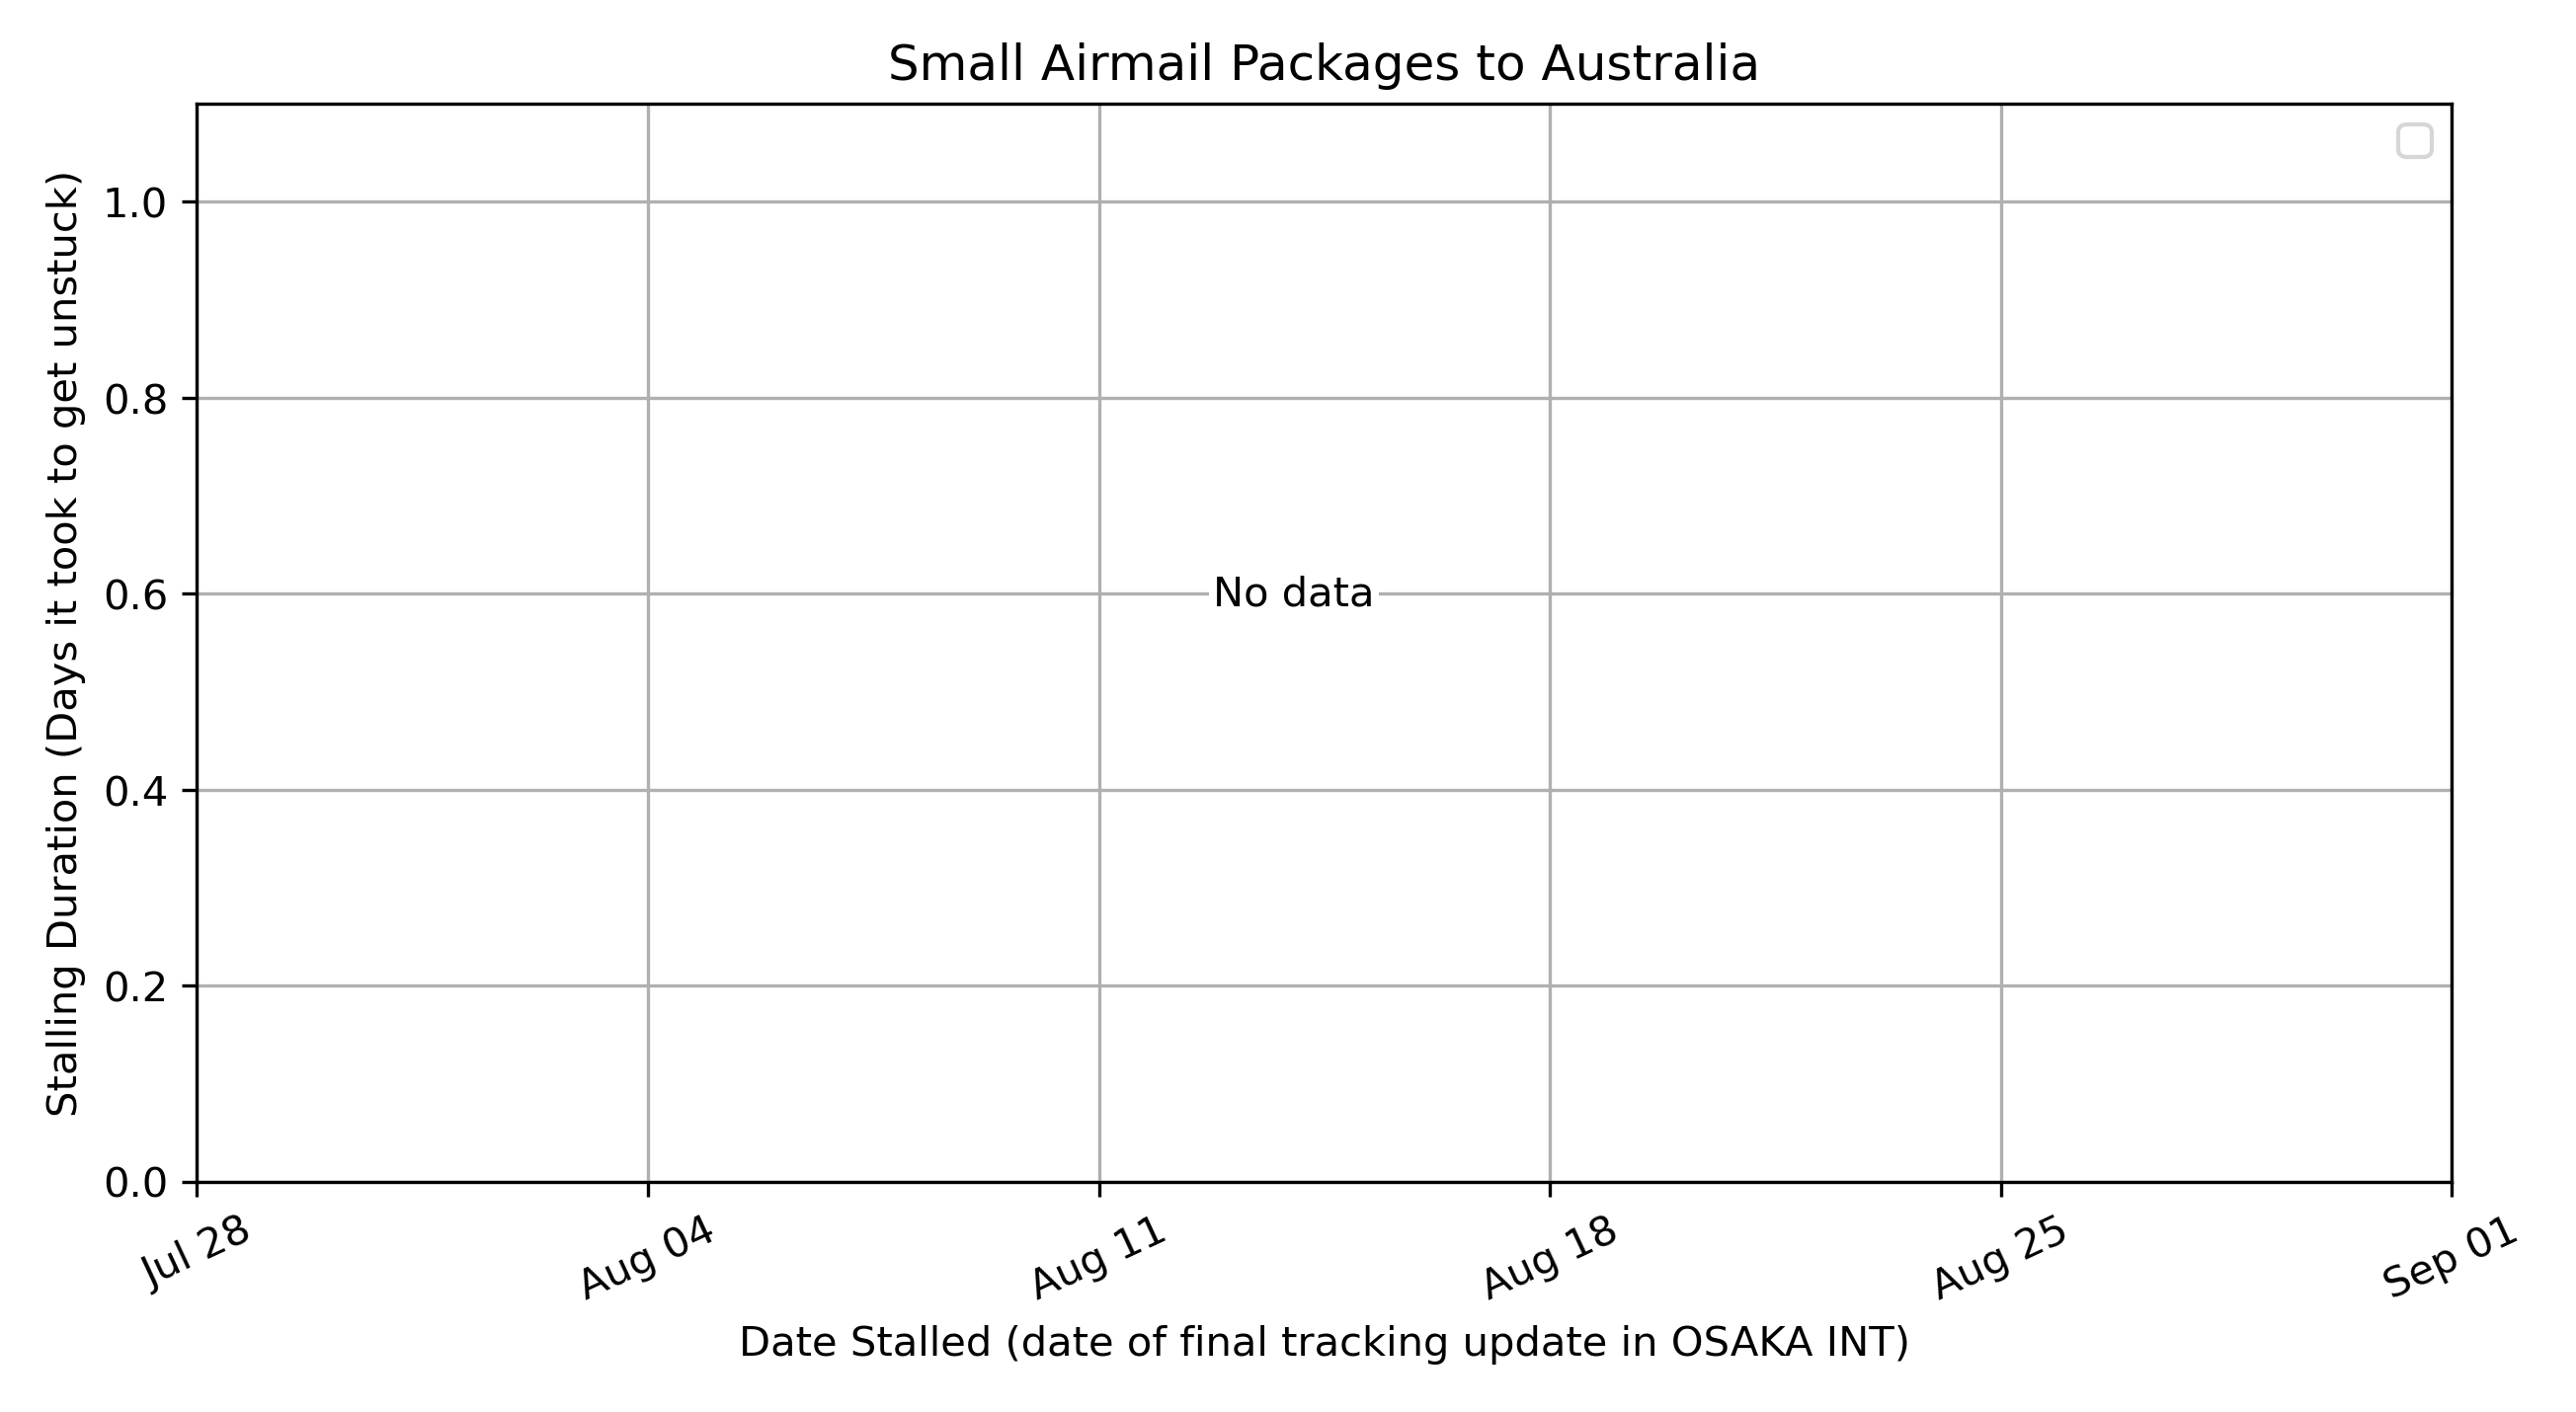 Small Airmail Packages to Australia
Stalling Duration (Days it took to get unstuck)
1.0
0.8
0.6
0.4
0.2
0.0
No data
Jul 28
Aug 04
Aug 11
Aug 18
Aug 25
Sep 01
Date Stalled (date of final tracking update in OSAKA INT)